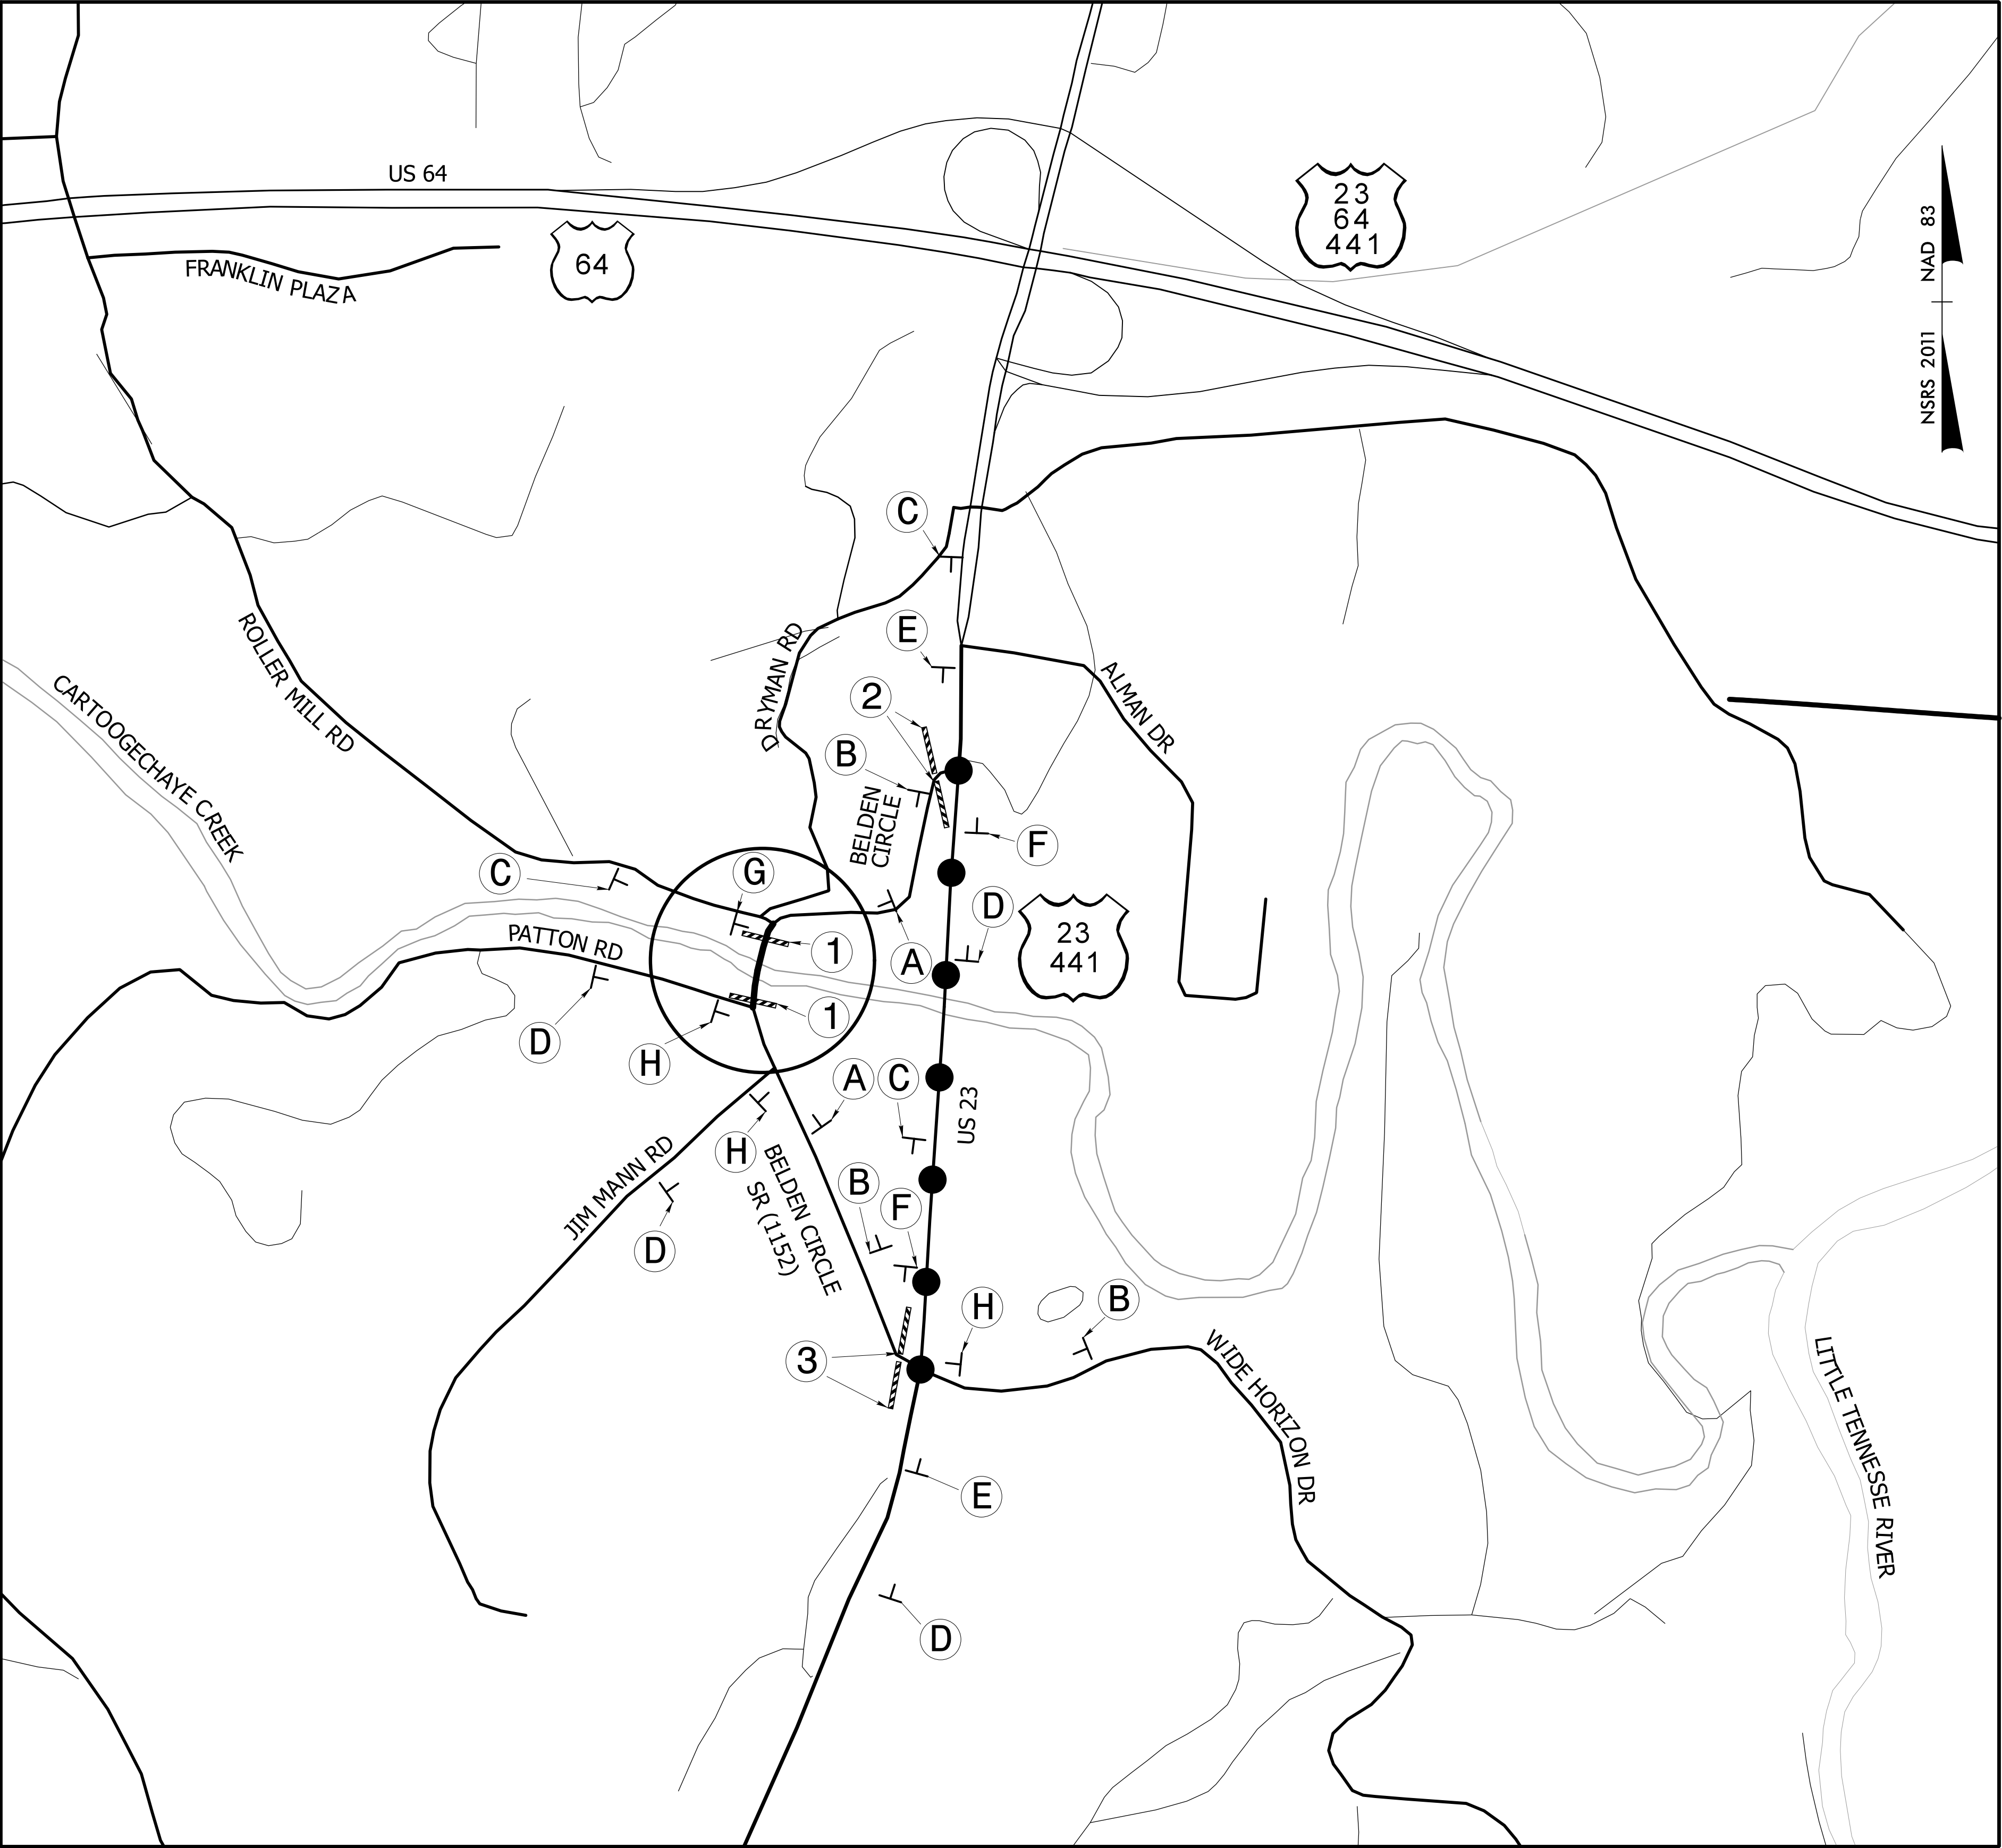 US 64
23
64
441
NAD 83
NSRS 2011
64
FRANKLIN PLAZA
C
E
ROLLER MILL RD
DRYMAN RD
2
ALMAN DR
CARTOOGECHAYE CREEK
B
BELDEN
CIRCLE
F
C
G
D
23
441
PATTON RD
1
A
1
D
H
A
C
US 23
H
JIM MANN RD
BELDEN CIRCLE
SR (1152)
B
F
D
H
B
3
WIDE HORIZON DR
LITTLE TENNESSE RIVER
E
D